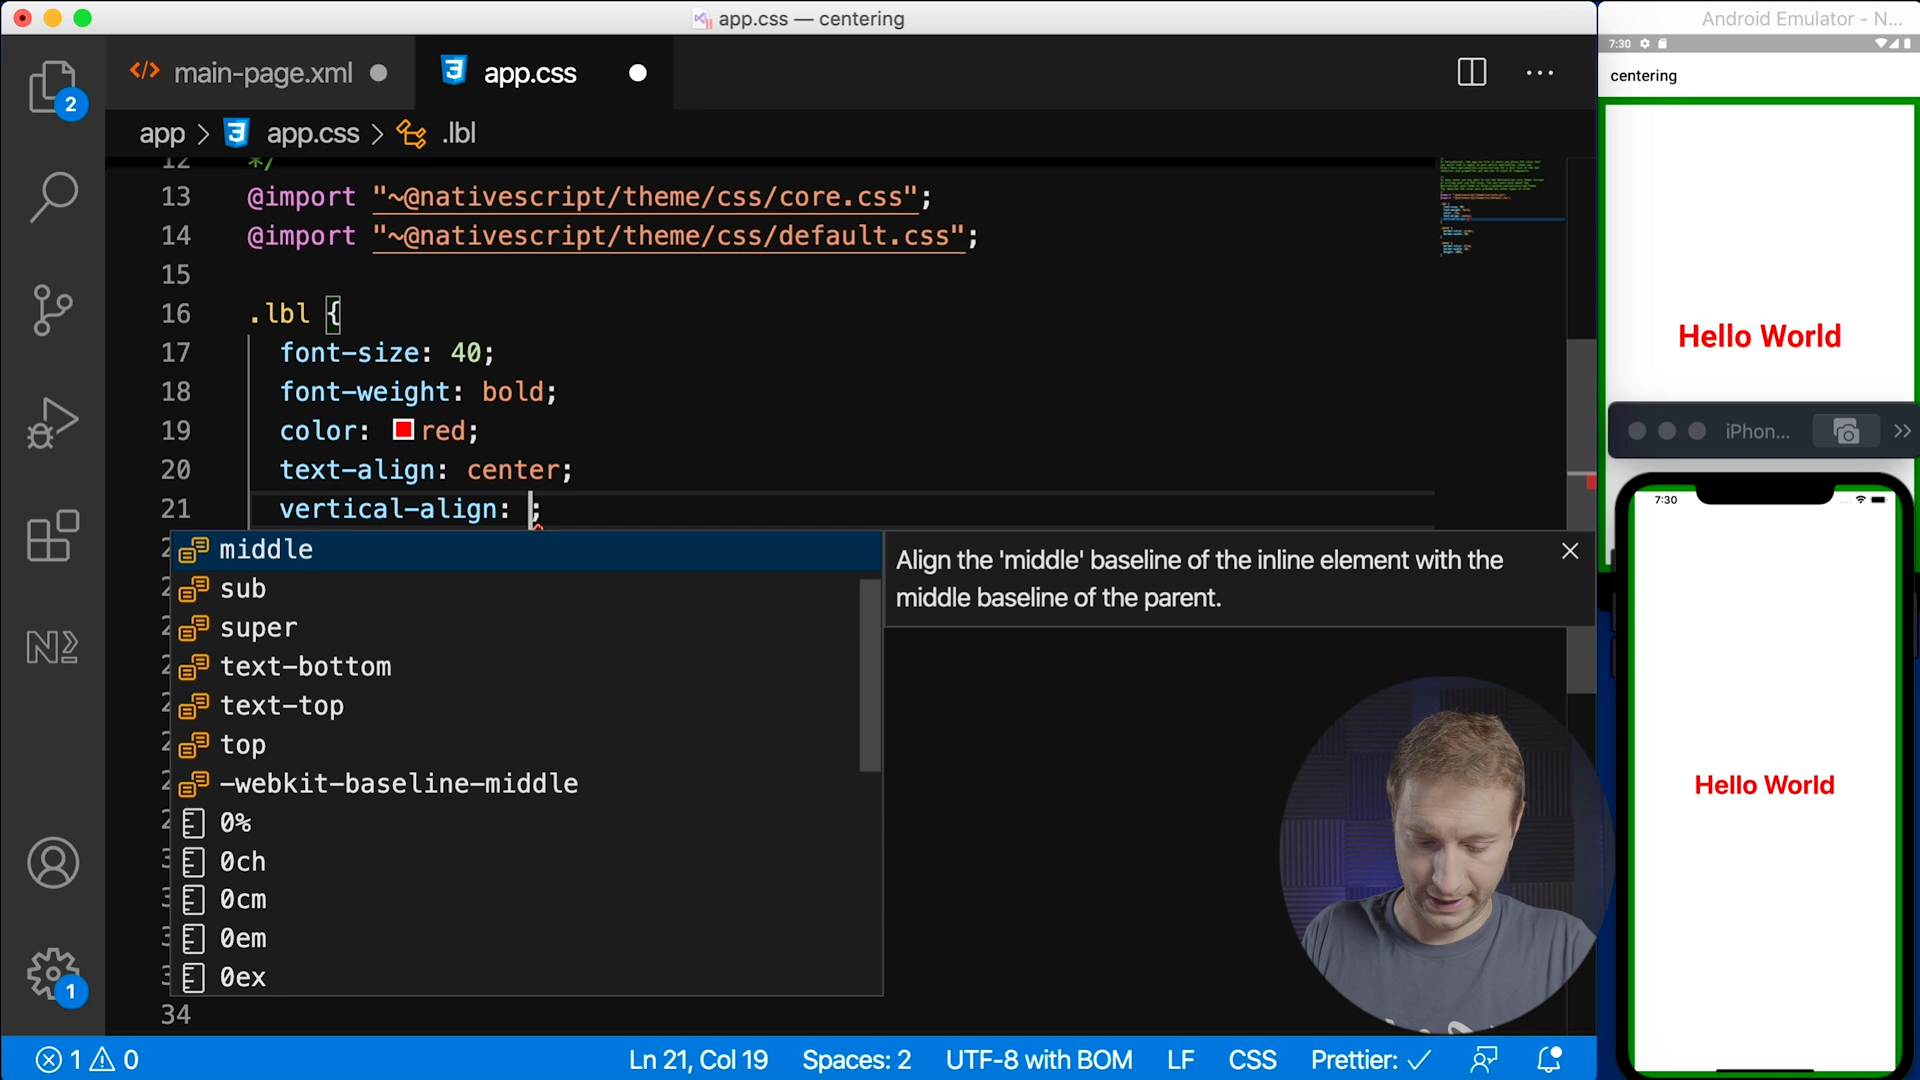 app.css — centering
main-page.xml
app.css
2
app > app.css > .lbl
12 */
13 @import "~@nativescript/theme/css/core.css";
14 @import "~@nativescript/theme/css/default.css";
15
16 .lbl {
17 font-size: 40;
18 font-weight: bold;
19 color: red;
20 text-align: center;
21 vertical-align: ;
middle
sub
super
text-bottom
text-top
top
-webkit-baseline-middle
0%
0ch
0cm
0em
0ex
34
Align the 'middle' baseline of the inline element with the
middle baseline of the parent.
1
1 0
Ln 21, Col 19
Spaces: 2
UTF-8 with BOM
LF
CSS
Prettier: ✓
Android Emulator - N...
7:30
centering
Hello World
iPhon...
7:30
Hello World